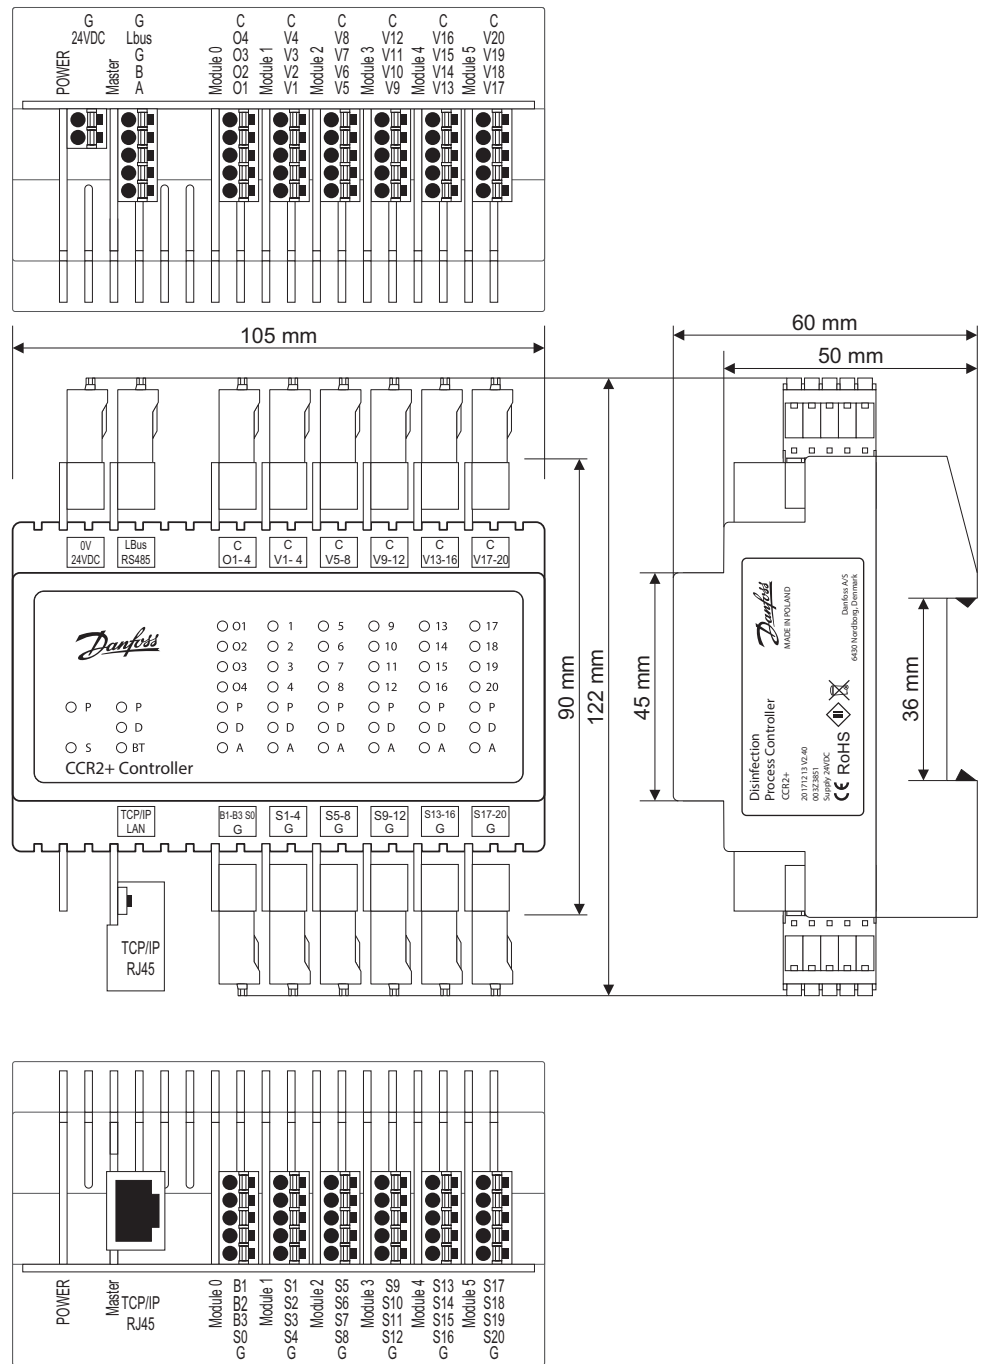 G G C C C C C C
24VDC Lbus O4 V4 V8 V12 V16 V20
G O3 V3 V7 V11 V15 V19
B O2 V2 V6 V10 V14 V18
A O1 V1 V5 V9 V13 V17
POWER Master Module 0 Module 1 Module 2 Module 3 Module 4 Module 5
105 mm
60 mm
50 mm
0V LBus C C C C C C
24VDC RS485 O1-4 V1-4 V5-8 V9-12 V13-16 V17-20
Danfoss
O1 1 5 9 13 17
O2 2 6 10 14 18
O3 3 7 11 15 19
O4 4 8 12 16 20
P P P P P P P P
D D D D D D D
S BT A A A A A A
CCR2+ Controller
TCP/IP B1-B3 S0 S1-4 S5-8 S9-12 S13-16 S17-20
LAN G G G G G G
TCP/IP
RJ45
90 mm
122 mm
45 mm
36 mm
Danfoss
MADE IN POLAND
Danfoss A/S
6430 Nordborg, Denmark
Disinfection
Process Controller
CCR2+
20171213 V2.40
003Z3851
Supply 24VDC
CE RoHS
POWER Master Module 0 Module 1 Module 2 Module 3 Module 4 Module 5
TCP/IP
RJ45
B1 S1 S5 S9 S13 S17
B2 S2 S6 S10 S14 S18
B3 S3 S7 S11 S15 S19
S0 S4 S8 S12 S16 S20
G G G G G G